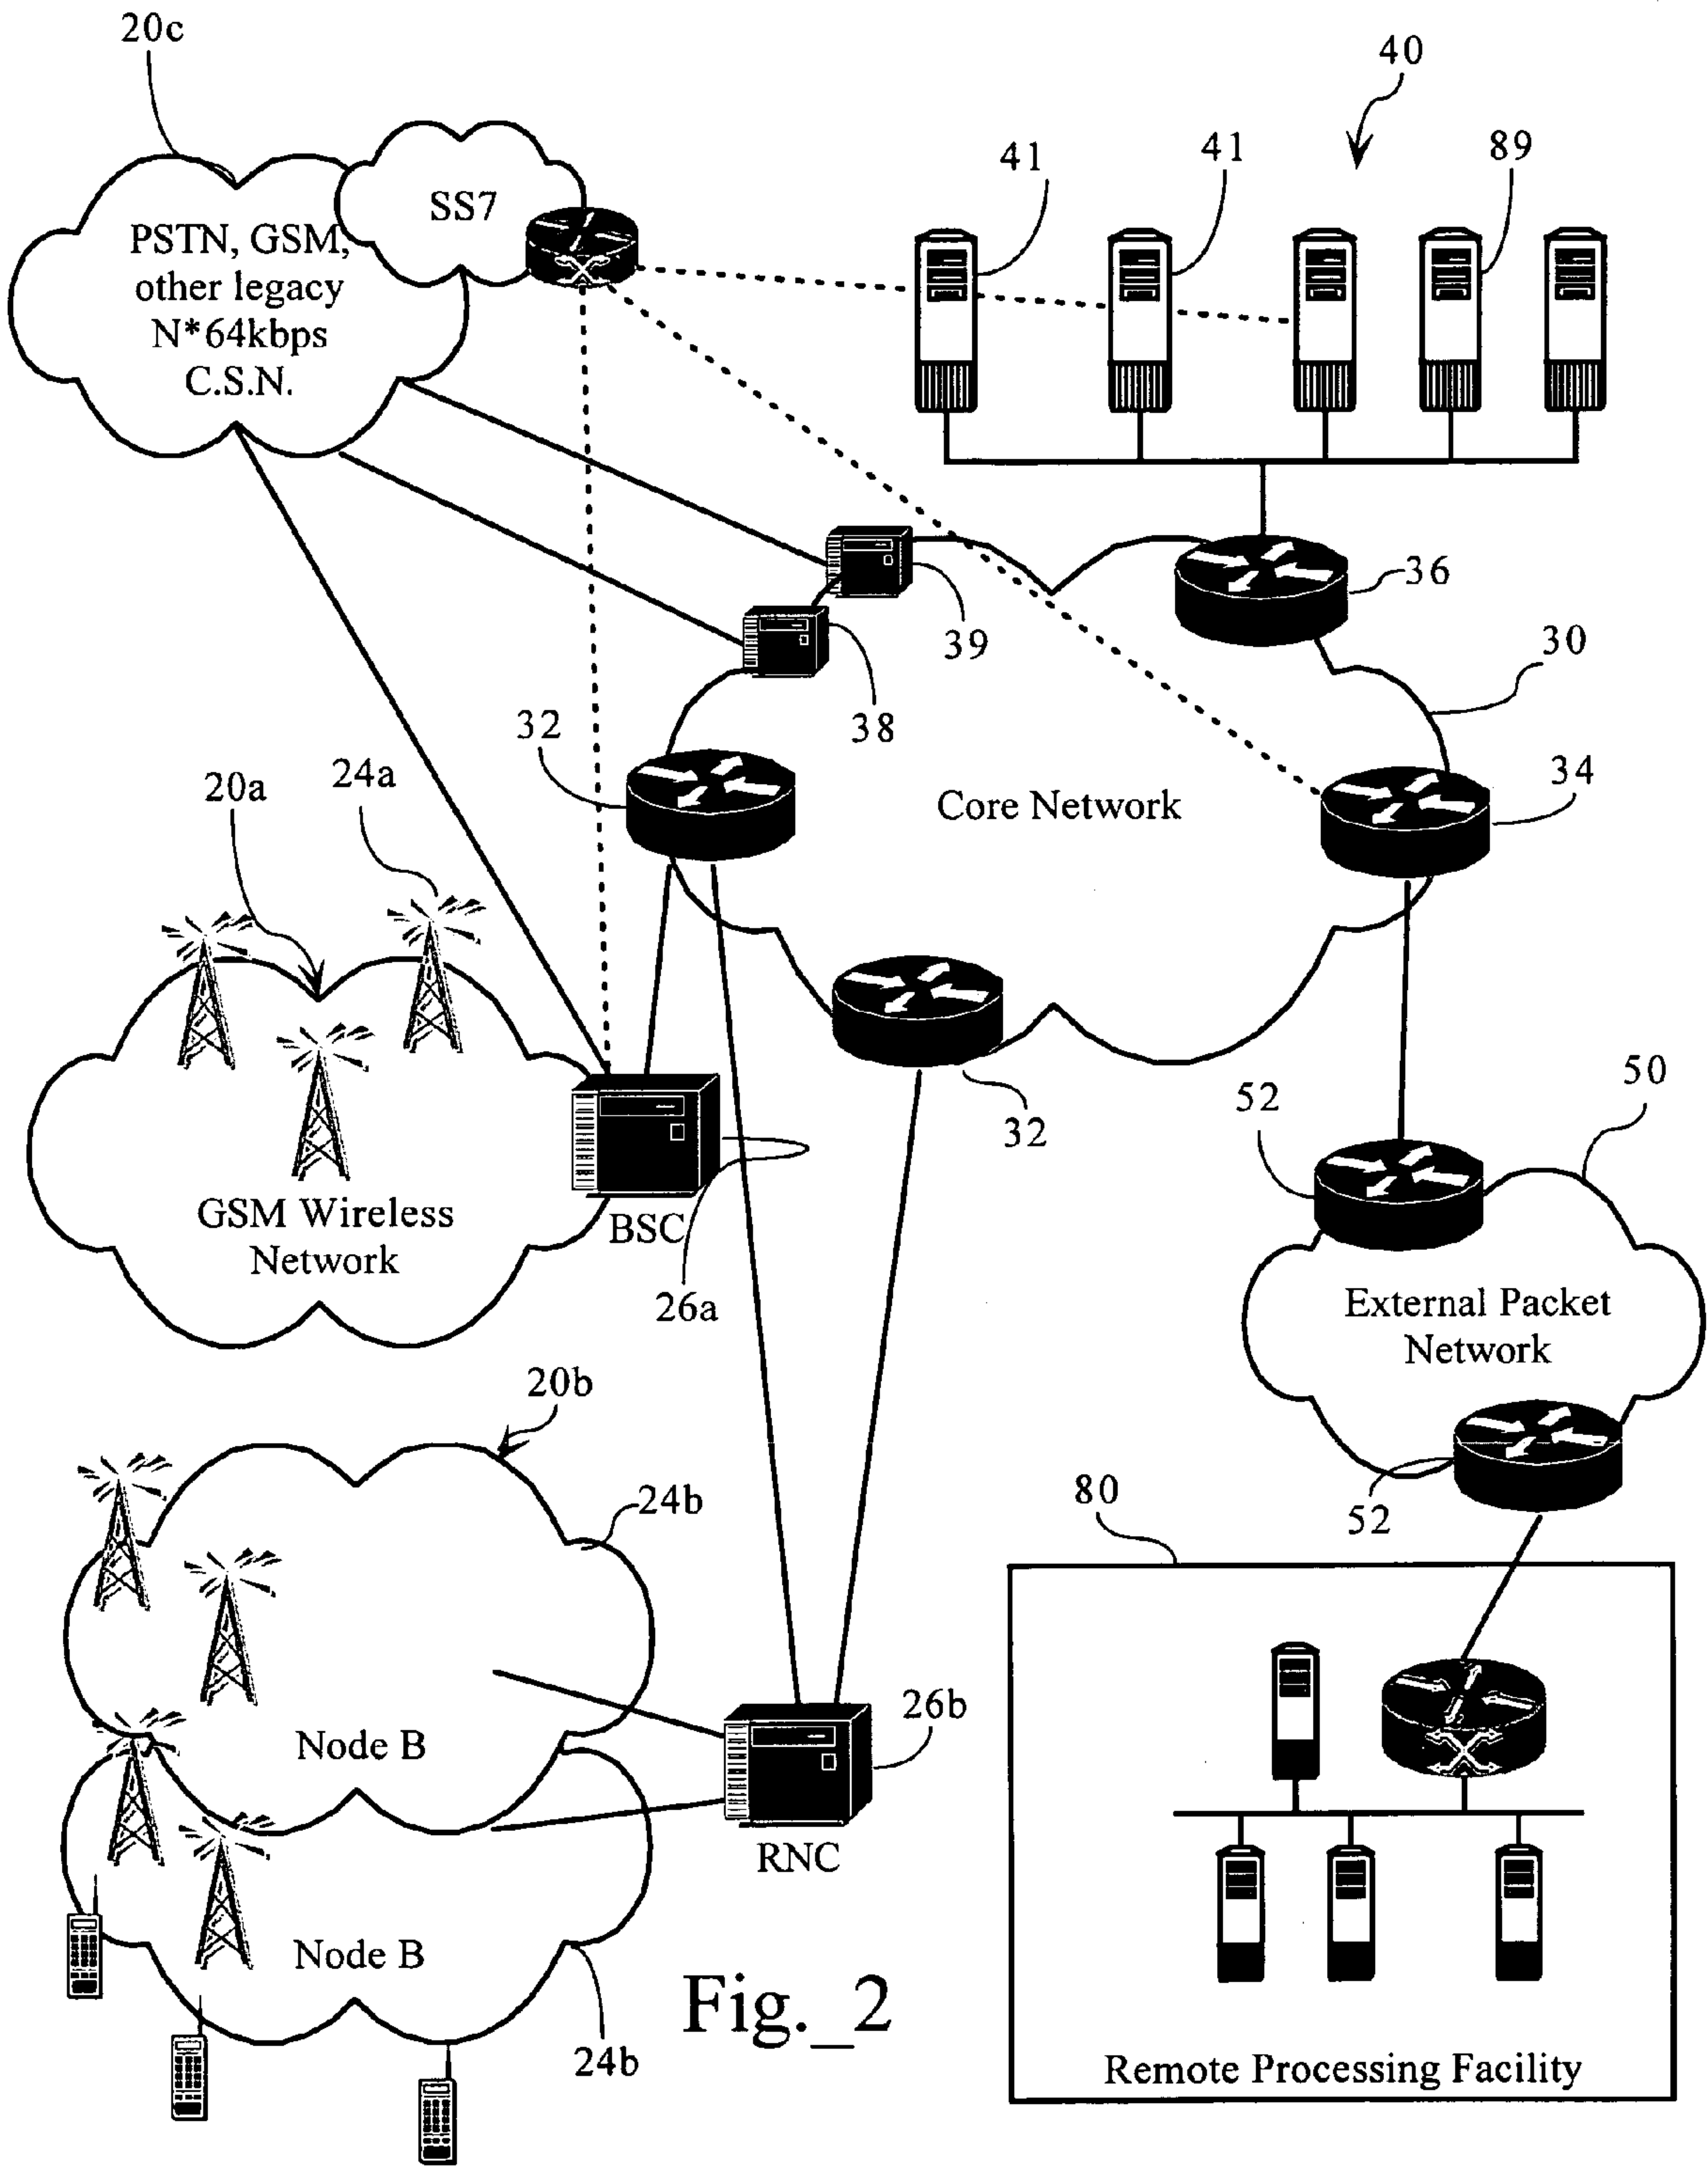 20c
40
41
41
89
SS7
PSTN, GSM,
other legacy
N*64kbps
C.S.N.
36
39
30
38
32
34
24a
20a
Core Network
50
52
32
GSM Wireless
Network
BSC
26a
External Packet
Network
20b
24b
80
52
26b
Node B
RNC
Node B
Fig._2
24b
Remote Processing Facility